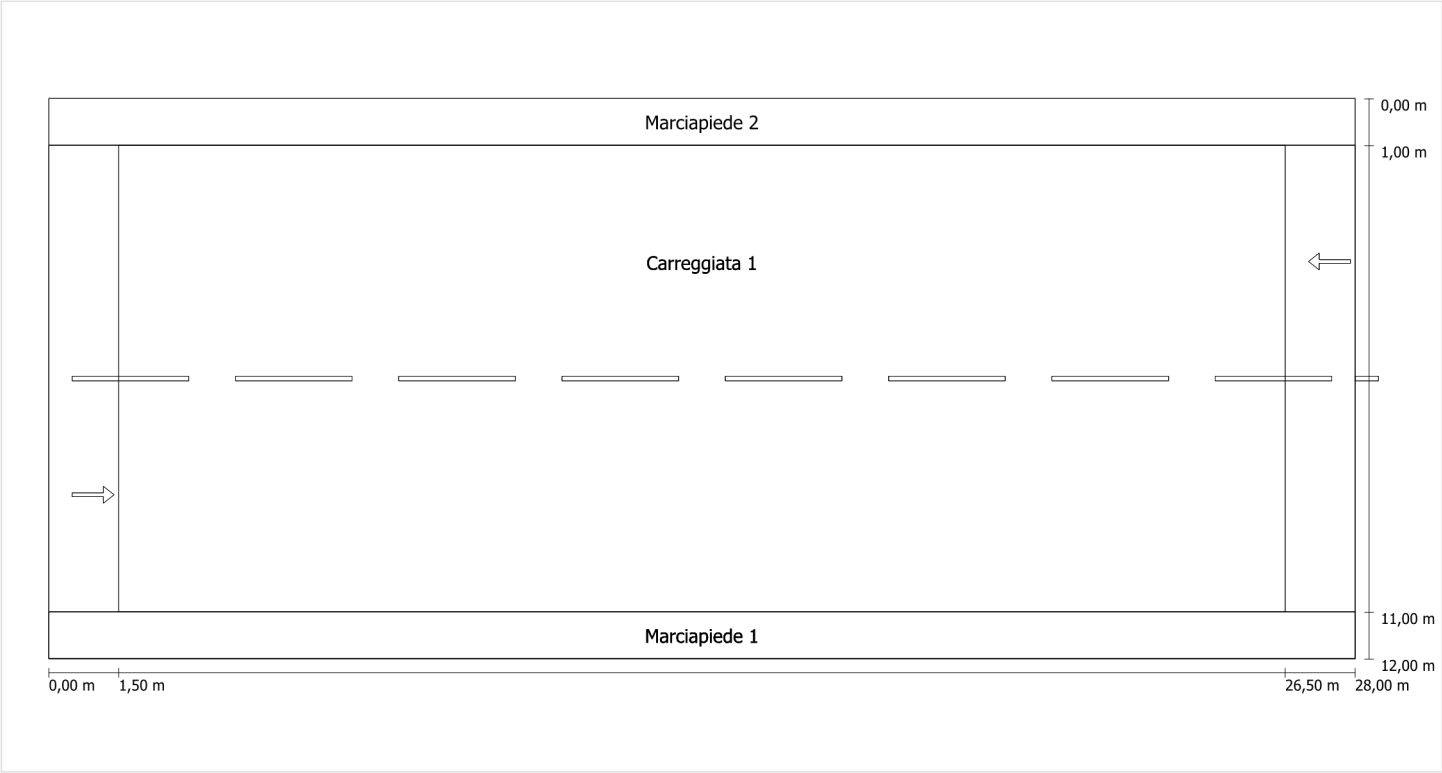 Marciapiede 2
0,00 m
1,00 m
Carreggiata 1
Marciapiede 1
11,00 m
12,00 m
0,00 m 1,50 m 26,50 m 28,00 m